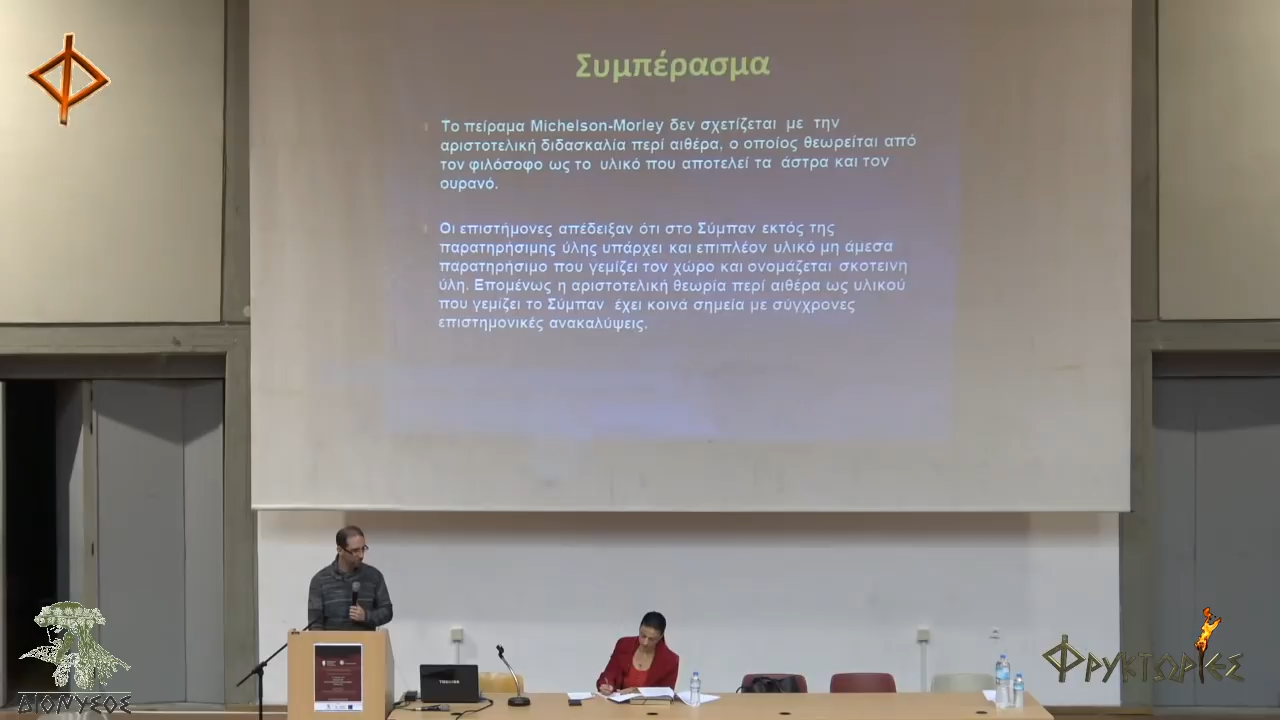 Συμπέρασμα
Το πείραμα Michelson-Morley δεν σχετίζεται με την
αριστοτελική διδασκαλία περί αιθέρα, ο οποίος θεωρείται από
τον φιλόσοφο ως το υλικό που αποτελεί τα άστρα και τον
ουρανό.
Οι επιστήμονες απέδειξαν ότι στο Σύμπαν εκτός της
παρατηρήσιμης ύλης υπάρχει και επιπλέον υλικό μη άμεσα
παρατηρήσιμο που γεμίζει τον χώρο και ονομάζεται σκοτεινη
ύλη. Επομένως η αριστοτελική θεωρία περί αιθέρα ως υλικού
που γεμίζει το Σύμπαν έχει κοινά σημεία με σύγχρονες
επιστημονικές ανακαλύψεις.
TOSHIBA
ΔΙΟΝΥΣΟΣ
ΦΡΥΚΤΩΡΙΕΣ